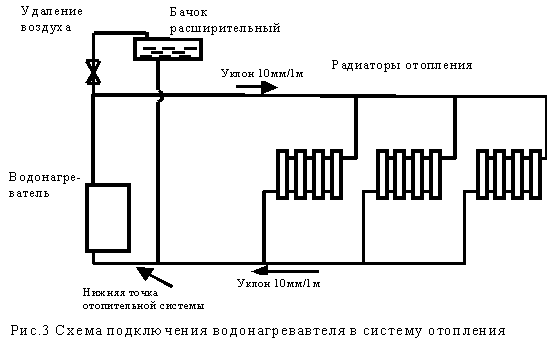 Удаление
воздуха
Бачок
расширительный
Уклон 10мм/1м
Радиаторы отопления
Водонагре-
ватель
Нижняя точка
отопительной системы
Уклон 10мм/1м
Рис.3 Схема подключения водонагревавтеля в систему отопления